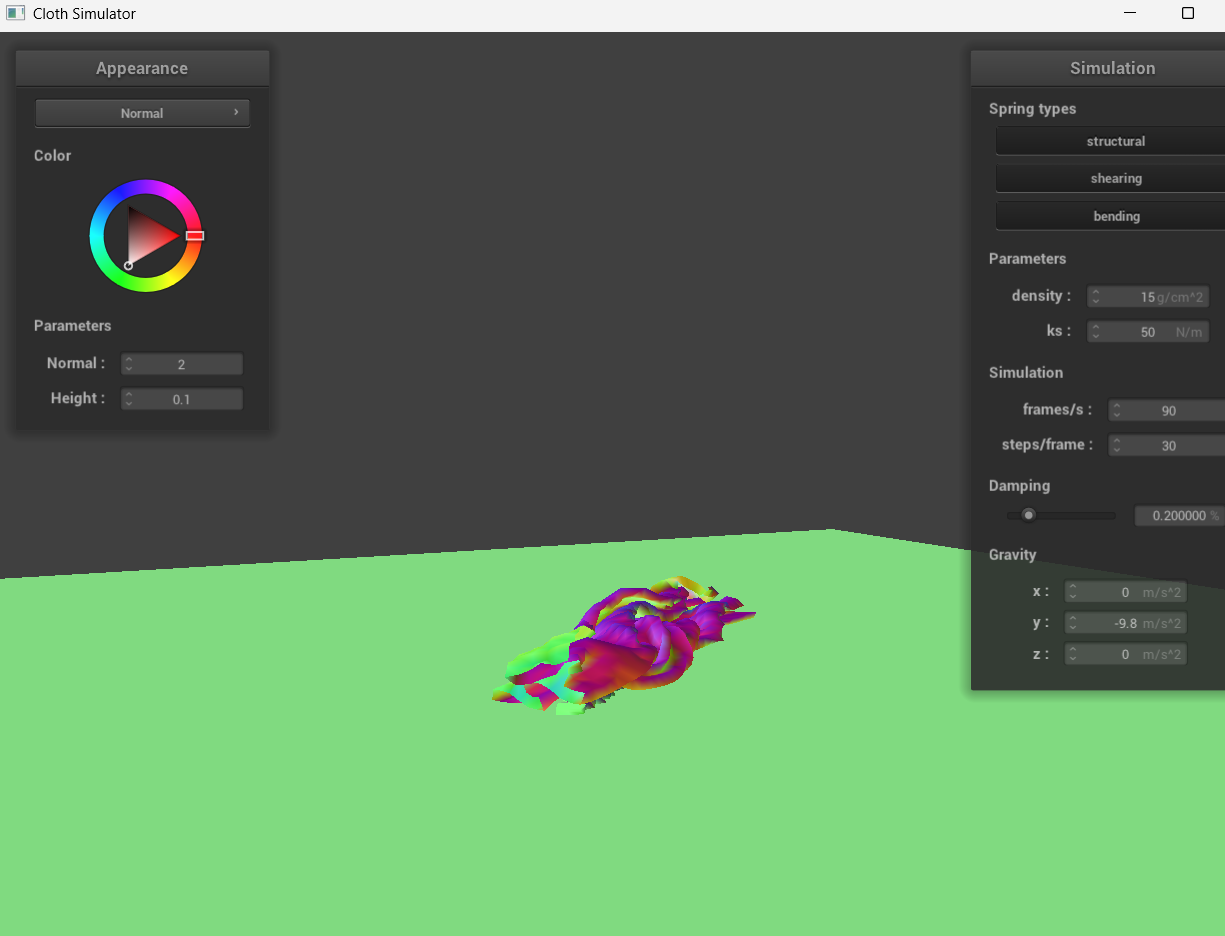 Cloth Simulator
Appearance
Normal
Color
Parameters
Normal : 2
Height : 0.1
Simulation
Spring types
structural
shearing
bending
Parameters
density : 15 g/cm^2
ks : 50 N/m
Simulation
frames/s : 90
steps/frame : 30
Damping
0.200000 %
Gravity
x : 0 m/s^2
y : -9.8 m/s^2
z : 0 m/s^2